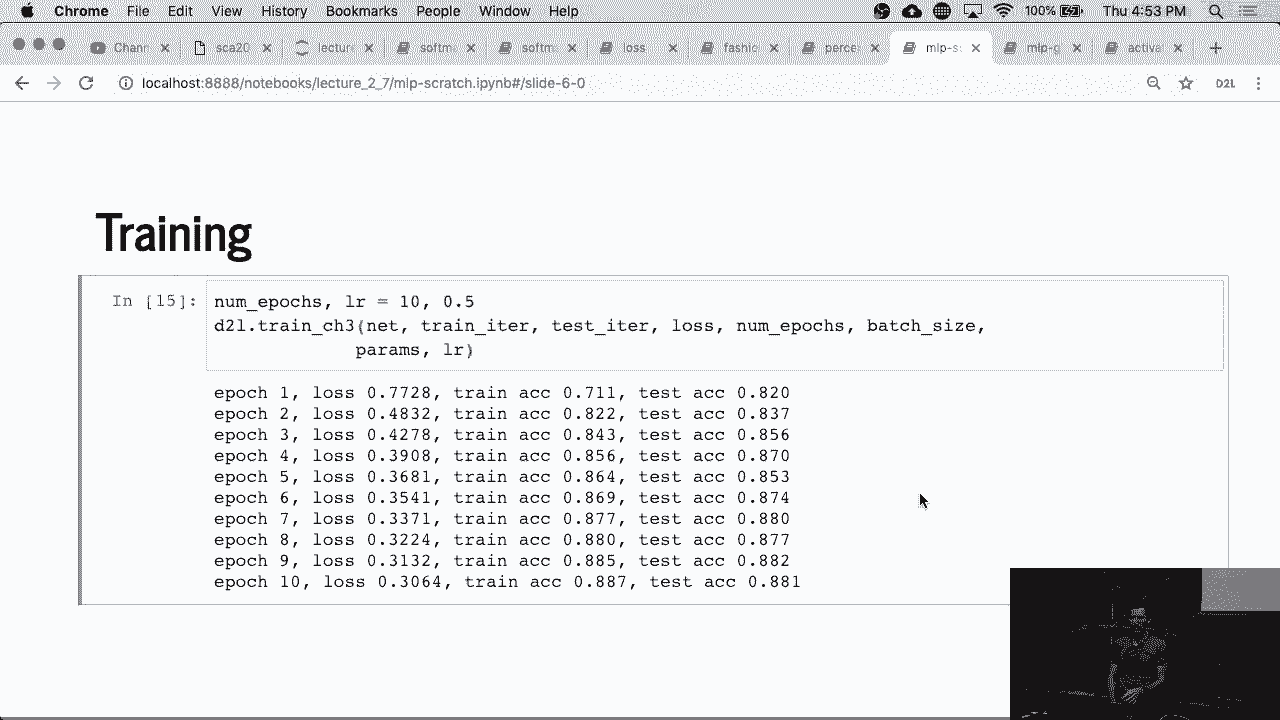 Chrome File Edit View History Bookmarks People Window Help 100% Thu 4:53 PM
Chann sca20 lectur softm softm loss fashio perce mlp-s mlp-g activa
localhost:8888/notebooks/lecture_2_7/mlp-scratch.ipynb#/slide-6-0 D2L
Training
In [15]: num_epochs, lr = 10, 0.5
d2l.train_ch3(net, train_iter, test_iter, loss, num_epochs, batch_size,
params, lr)
epoch 1, loss 0.7728, train acc 0.711, test acc 0.820
epoch 2, loss 0.4832, train acc 0.822, test acc 0.837
epoch 3, loss 0.4278, train acc 0.843, test acc 0.856
epoch 4, loss 0.3908, train acc 0.856, test acc 0.870
epoch 5, loss 0.3681, train acc 0.864, test acc 0.853
epoch 6, loss 0.3541, train acc 0.869, test acc 0.874
epoch 7, loss 0.3371, train acc 0.877, test acc 0.880
epoch 8, loss 0.3224, train acc 0.880, test acc 0.877
epoch 9, loss 0.3132, train acc 0.885, test acc 0.882
epoch 10, loss 0.3064, train acc 0.887, test acc 0.881